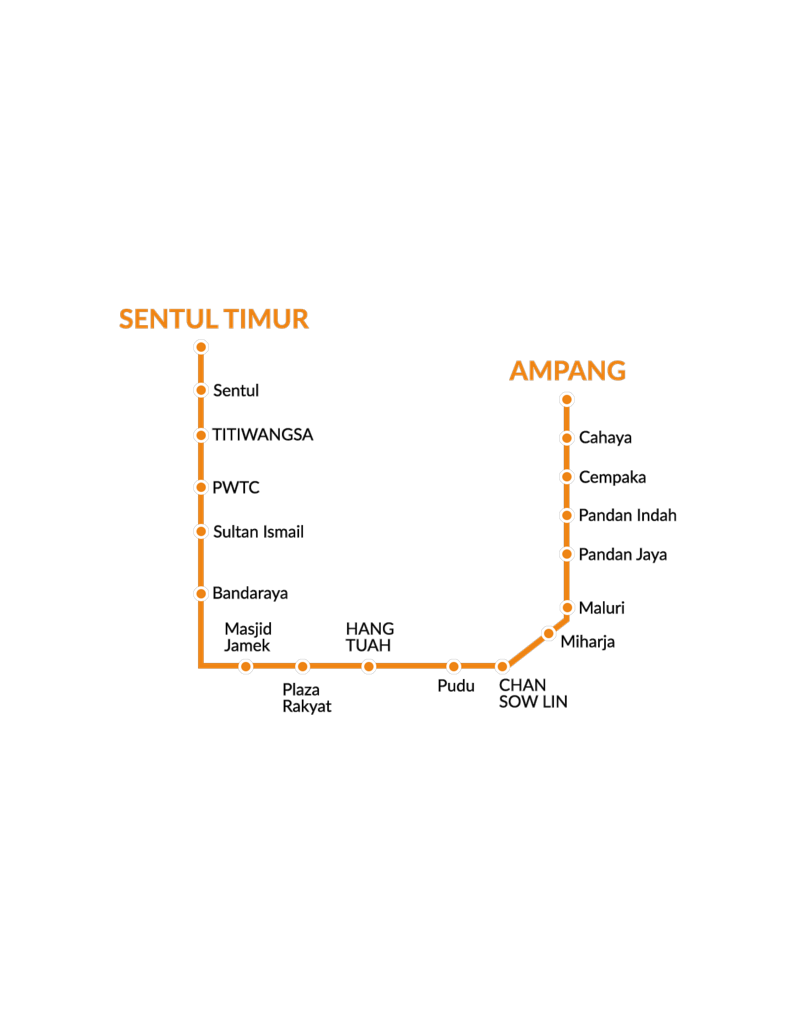 SENTUL TIMUR
Sentul
TITIWANGSA
PWTC
Sultan Ismail
Bandaraya
Masjid
Jamek
Plaza
Rakyat
HANG
TUAH
Pudu
CHAN
SOW LIN
Miharja
Maluri
Pandan Jaya
Pandan Indah
Cempaka
Cahaya
AMPANG